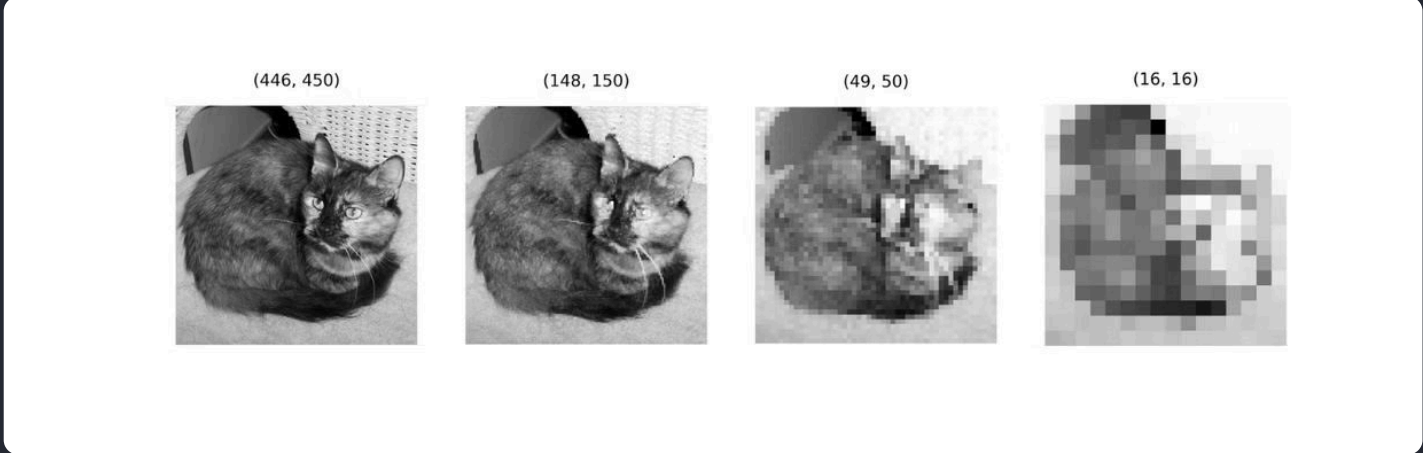 (446, 450)
(148, 150)
(49, 50)
(16, 16)